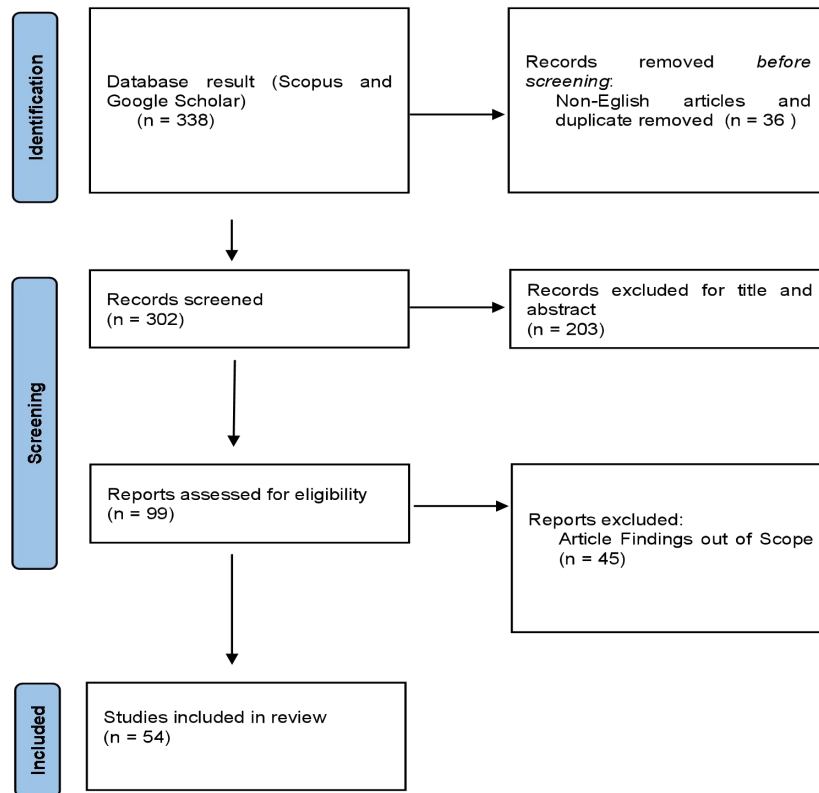 Identification
Database result (Scopus and
Google Scholar)
(n = 338)
Records removed before
screening:
Non-Eglish articles and
duplicate removed (n = 36 )
Screening
Records screened
(n = 302)
Records excluded for title and
abstract
(n = 203)
Reports assessed for eligibility
(n = 99)
Reports excluded:
Article Findings out of Scope
(n = 45)
Included
Studies included in review
(n = 54)